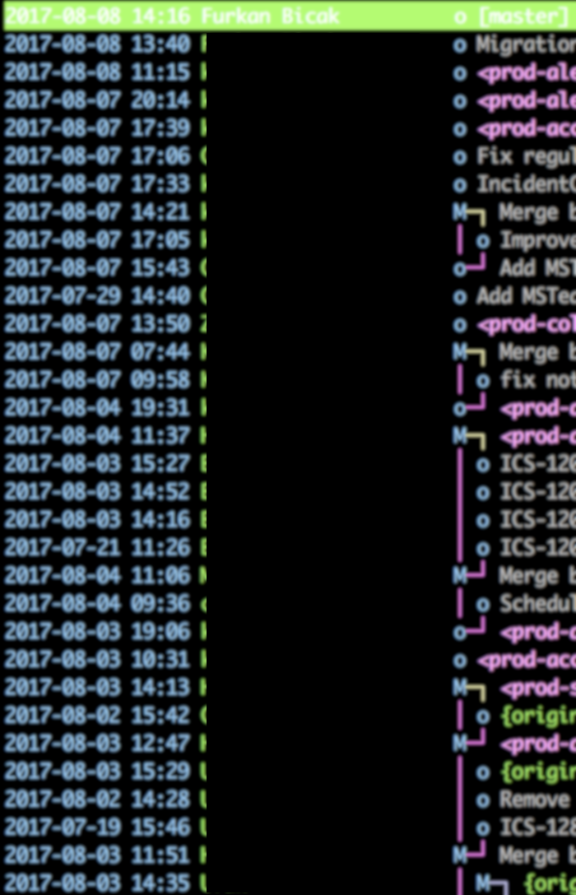 2017-08-08 14:16 Furkan Bicak o [master]
2017-08-08 13:40 o Migration
2017-08-08 11:15 o <prod-ale
2017-08-07 20:14 o <prod-ale
2017-08-07 17:39 o <prod-acc
2017-08-07 17:06 o Fix regul
2017-08-07 17:33 o Incident
2017-08-07 14:21 M Merge b
2017-08-07 17:05 o Improve
2017-08-07 15:43 o Add MST
2017-07-29 14:40 o Add MSTea
2017-08-07 13:50 o <prod-col
2017-08-07 07:44 M Merge b
2017-08-07 09:58 o fix not
2017-08-04 19:31 o <prod-a
2017-08-04 11:37 M <prod-a
2017-08-03 15:27 o ICS-120
2017-08-03 14:52 o ICS-120
2017-08-03 14:16 o ICS-120
2017-07-21 11:26 o ICS-120
2017-08-04 11:06 M Merge b
2017-08-04 09:36 o Schedul
2017-08-03 19:06 o <prod-a
2017-08-03 10:31 o <prod-acc
2017-08-03 14:13 M <prod-s
2017-08-02 15:42 o {origin
2017-08-03 12:47 M <prod-a
2017-08-03 15:29 o {origin
2017-08-02 14:28 o Remove
2017-07-19 15:46 o ICS-128
2017-08-03 11:51 M Merge b
2017-08-03 14:35 M {orig